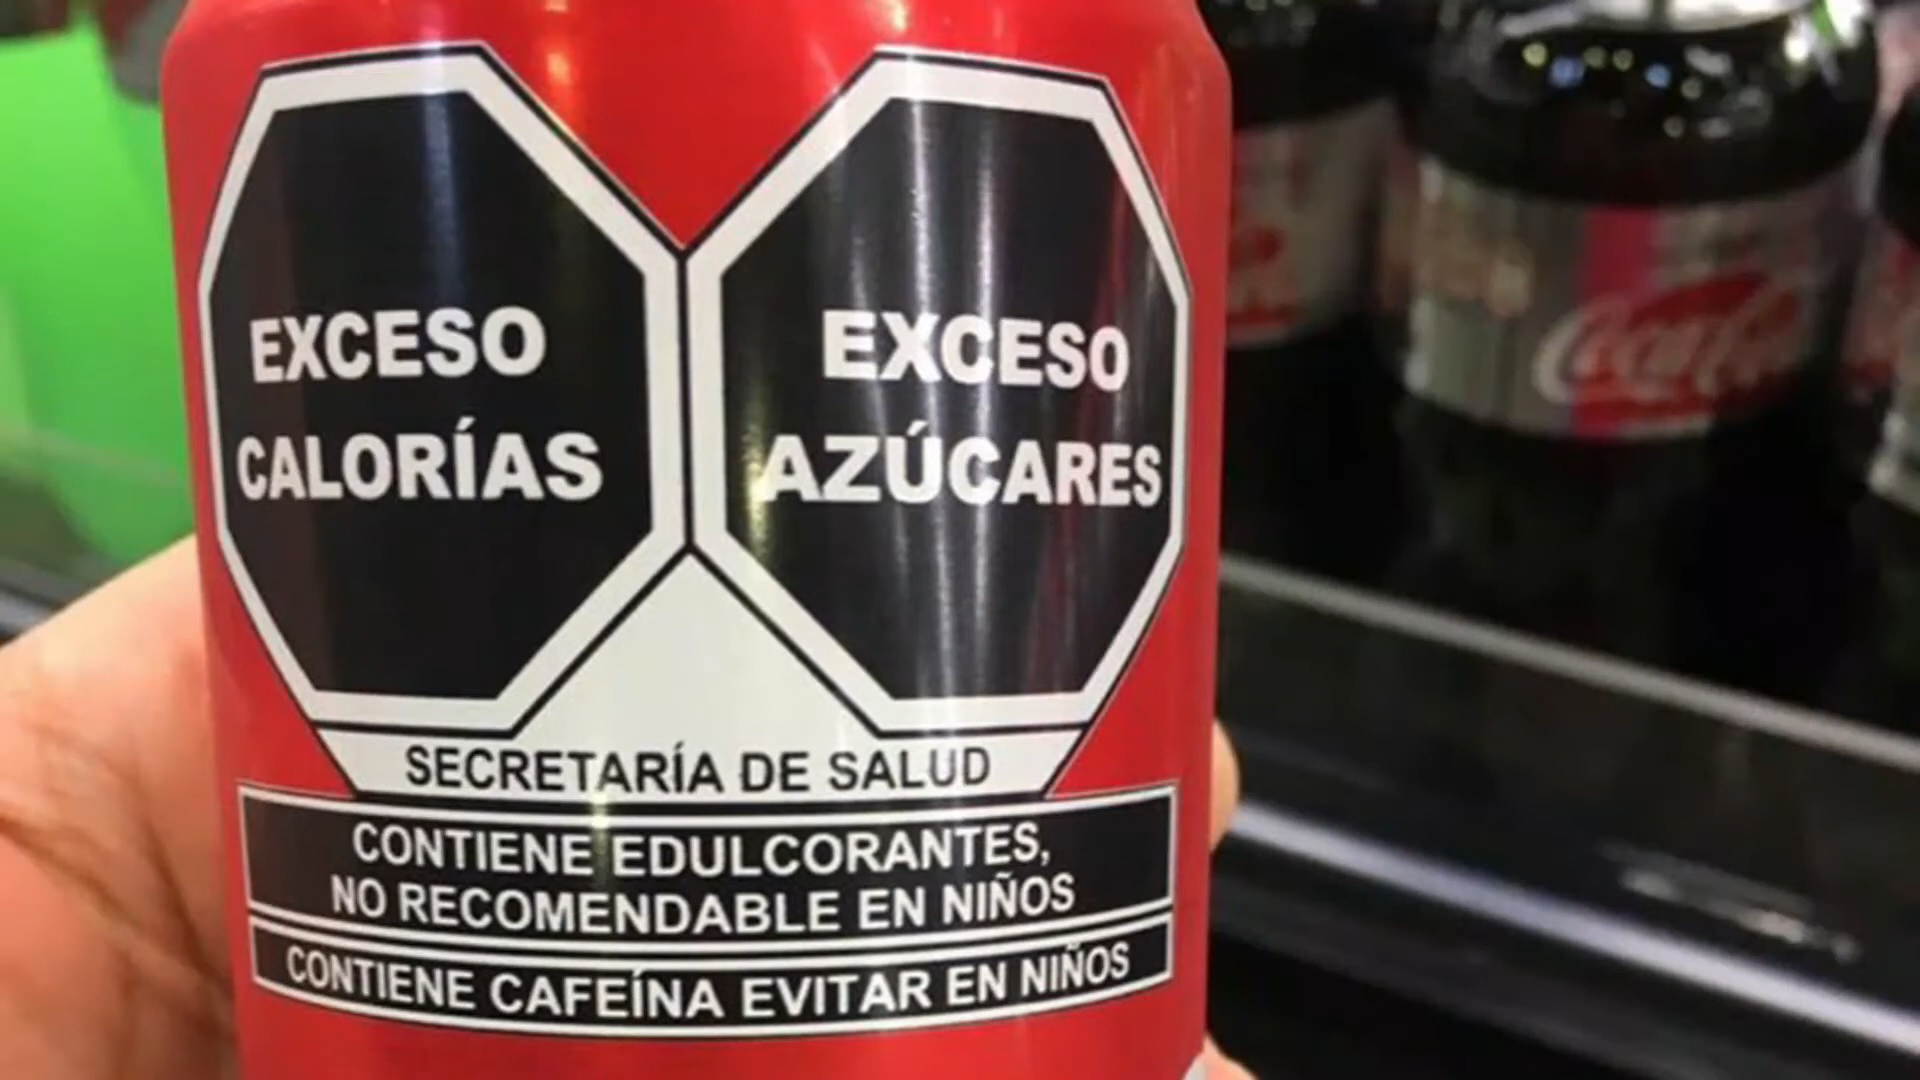 EXCESO
CALORÍAS
EXCESO
AZÚCARES
SECRETARÍA DE SALUD
CONTIENE EDULCORANTES,
NO RECOMENDABLE EN NIÑOS
CONTIENE CAFEÍNA EVITAR EN NIÑOS
Coca-Cola